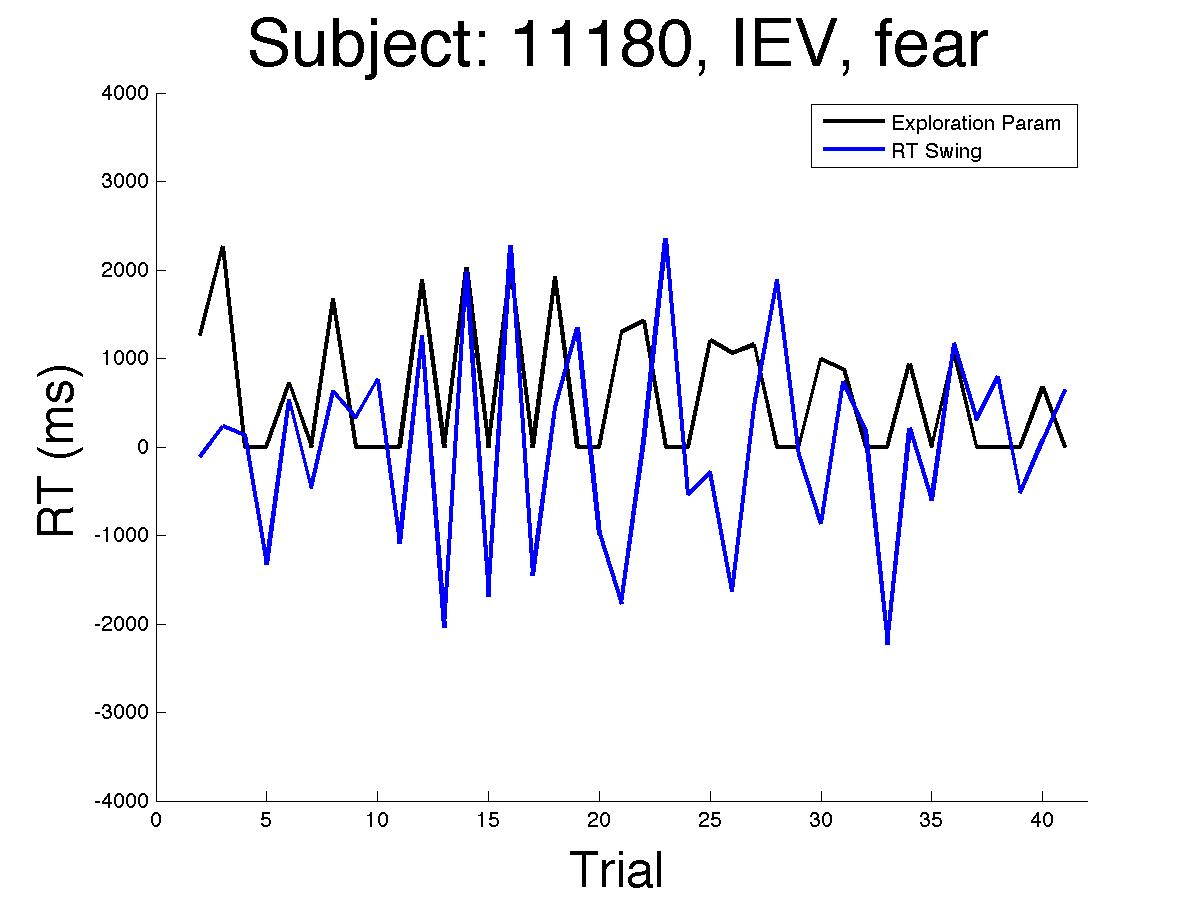 Subject: 11180, IEV, fear
4000
3000
2000
1000
0
-1000
-2000
-3000
-4000
RT (ms)
Exploration Param
RT Swing
0 5 10 15 20 25 30 35 40
Trial